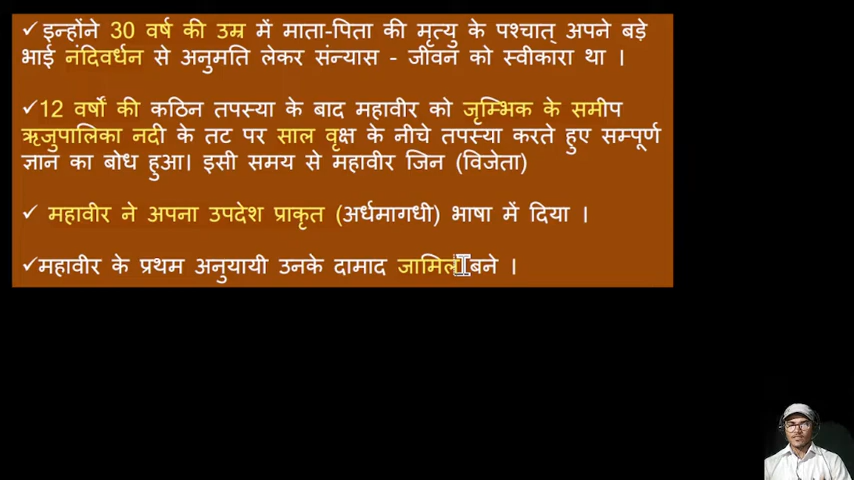 ✓ इन्होंने 30 वर्ष की उम्र में माता-पिता की मृत्यु के पश्चात् अपने बड़े
भाई नंदिवर्धन से अनुमति लेकर संन्यास - जीवन को स्वीकारा था ।
✓12 वर्षों की कठिन तपस्या के बाद महावीर को जृम्भिक के समीप
ऋजुपालिका नदी के तट पर साल वृक्ष के नीचे तपस्या करते हुए सम्पूर्ण
ज्ञान का बोध हुआ। इसी समय से महावीर जिन (विजेता)
✓ महावीर ने अपना उपदेश प्राकृत (अर्धमागधी) भाषा में दिया ।
✓महावीर के प्रथम अनुयायी उनके दामाद जामिल बने ।